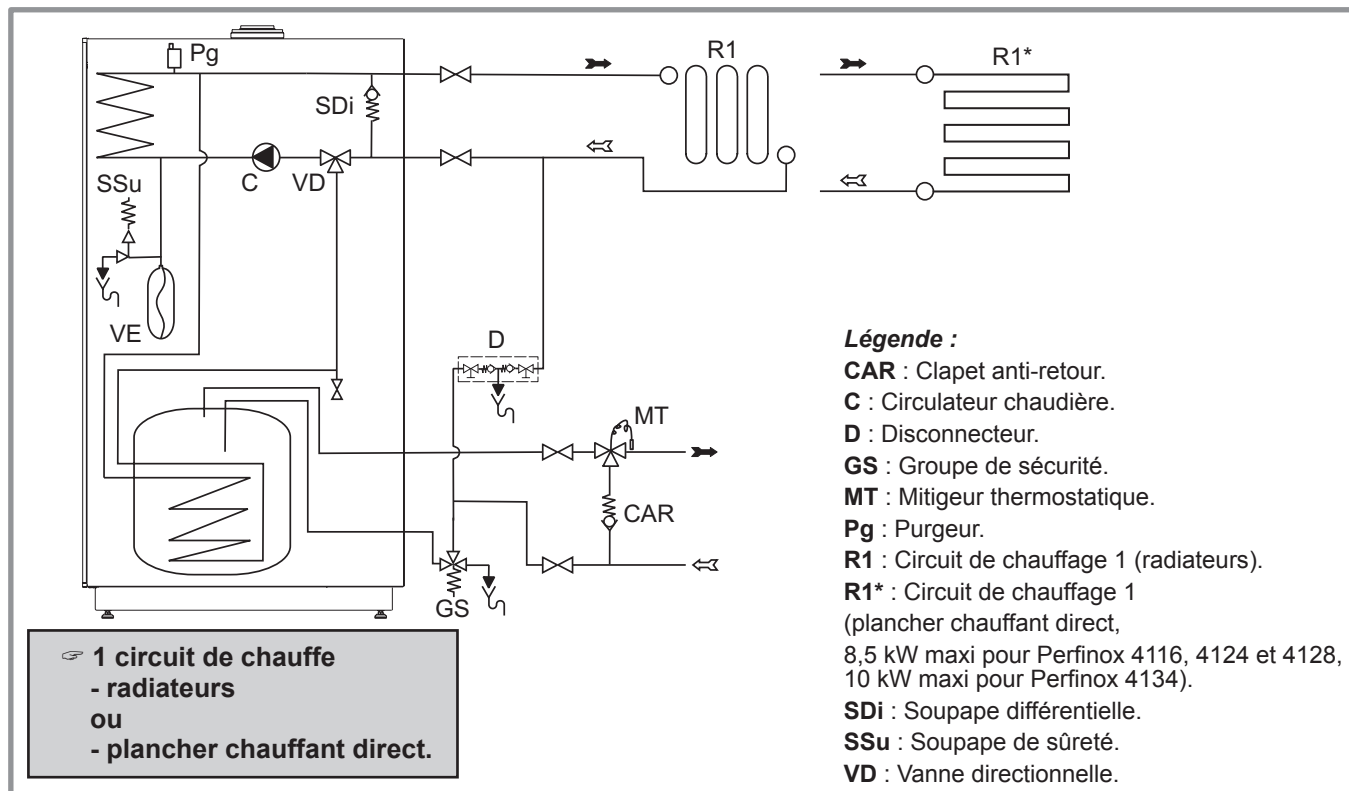 Pg
R1
R1*
SDi
SSu
C
VD
VE
D
MT
CAR
GS
☞ 1 circuit de chauffe
- radiateurs
ou
- plancher chauffant direct.
Légende :
CAR : Clapet anti-retour.
C : Circulateur chaudière.
D : Disconnecteur.
GS : Groupe de sécurité.
MT : Mitigeur thermostatique.
Pg : Purgeur.
R1 : Circuit de chauffage 1 (radiateurs).
R1* : Circuit de chauffage 1
(plancher chauffant direct,
8,5 kW maxi pour Perfinox 4116, 4124 et 4128,
10 kW maxi pour Perfinox 4134).
SDi : Soupape différentielle.
SSu : Soupape de sûreté.
VD : Vanne directionnelle.